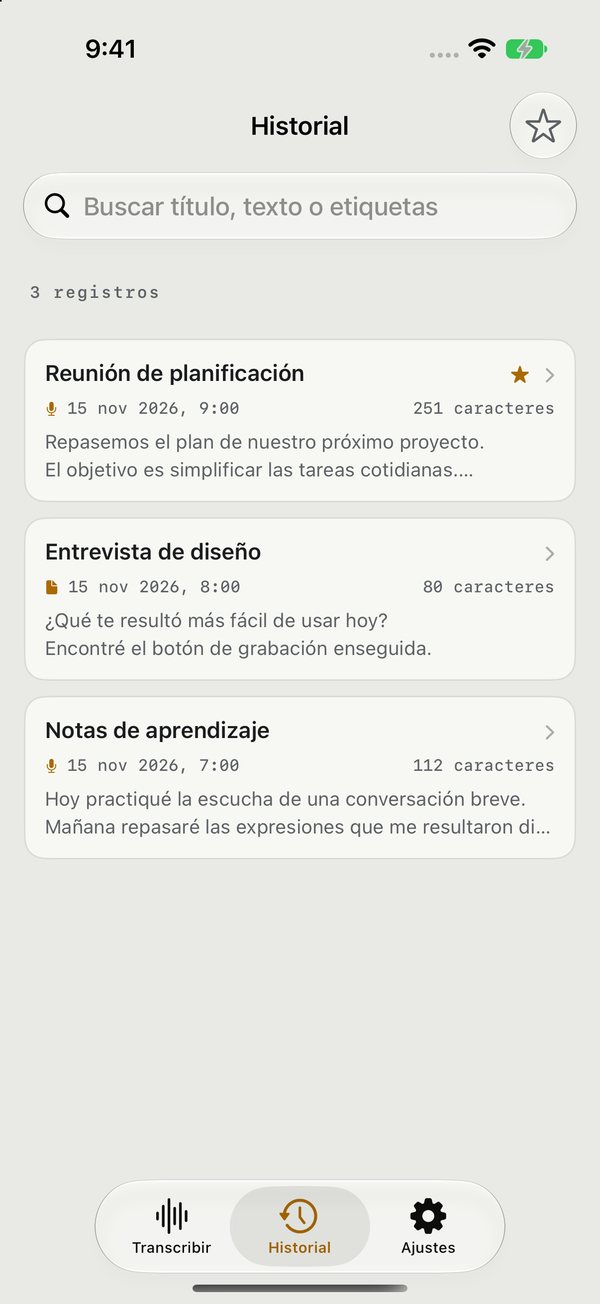 9:41
Historial
Buscar título, texto o etiquetas
3 registros
Reunión de planificación
15 nov 2026, 9:00 251 caracteres
Repasemos el plan de nuestro próximo proyecto.
El objetivo es simplificar las tareas cotidianas....
Entrevista de diseño
15 nov 2026, 8:00 80 caracteres
¿Qué te resultó más fácil de usar hoy?
Encontré el botón de grabación enseguida.
Notas de aprendizaje
15 nov 2026, 7:00 112 caracteres
Hoy practiqué la escucha de una conversación breve.
Mañana repasaré las expresiones que me resultaron di...
Transcribir Historial Ajustes